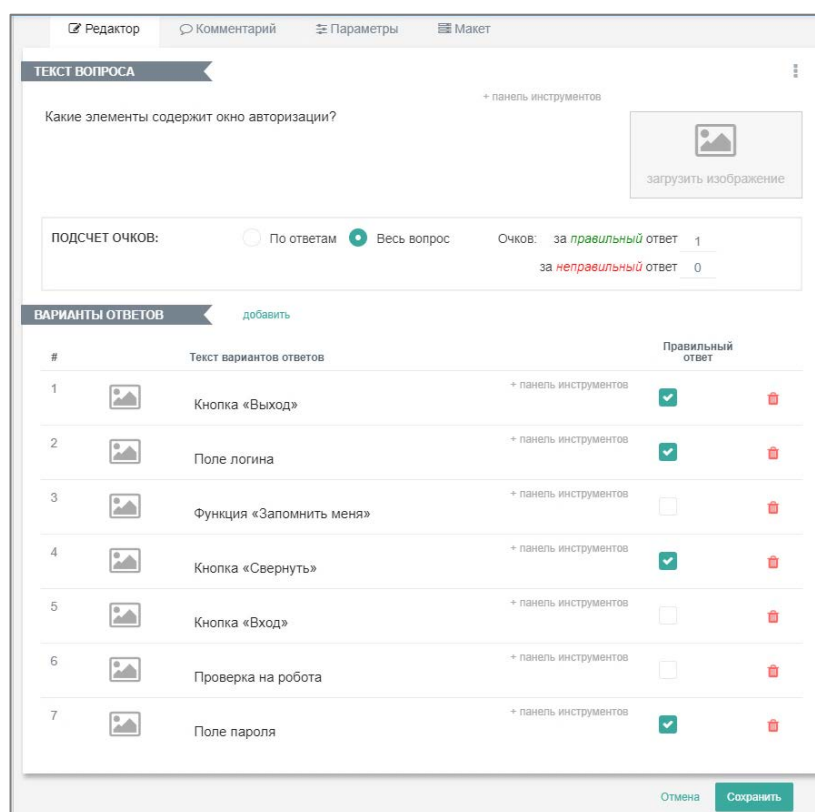 Редактор Комментарий Параметры Макет
ТЕКСТ ВОПРОСА
+ панель инструментов
Какие элементы содержит окно авторизации?
загрузить изображение
ПОДСЧЕТ ОЧКОВ: По ответам Весь вопрос Очков: за правильный ответ 1
за неправильный ответ 0
ВАРИАНТЫ ОТВЕТОВ добавить
# Текст вариантов ответов Правильный ответ
1 + панель инструментов
Кнопка «Выход»
2 + панель инструментов
Поле логина
3 + панель инструментов
Функция «Запомнить меня»
4 + панель инструментов
Кнопка «Свернуть»
5 + панель инструментов
Кнопка «Вход»
6 + панель инструментов
Проверка на робота
7 + панель инструментов
Поле пароля
Отмена Сохранить